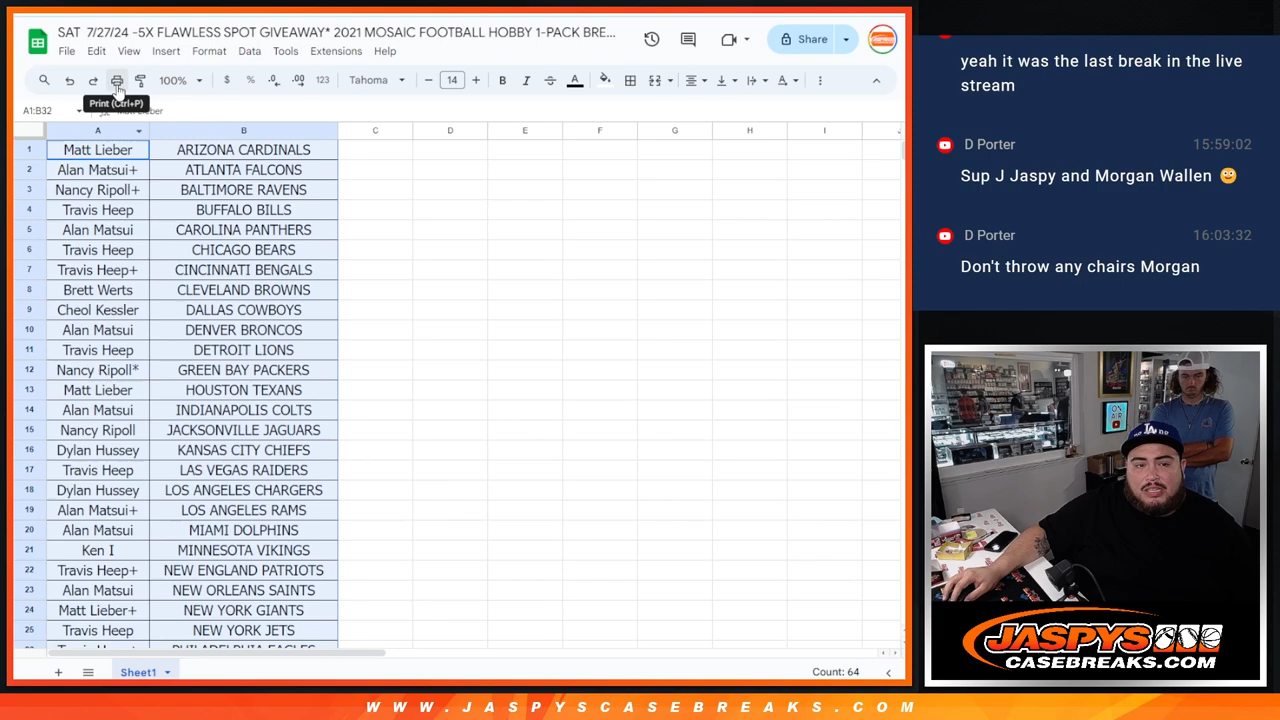 SAT 7/27/24 -5X FLAWLESS SPOT GIVEAWAY* 2021 MOSAIC FOOTBALL HOBBY 1-PACK BRE...
File Edit View Insert Format Data Tools Extensions Help
Share
100% $ % .0 .00 123 Tahoma 14 B I A
Print (Ctrl+P)
A1:B32
A B C D E F G H I
1 Matt Lieber ARIZONA CARDINALS
2 Alan Matsui+ ATLANTA FALCONS
3 Nancy Ripoll+ BALTIMORE RAVENS
4 Travis Heep BUFFALO BILLS
5 Alan Matsui CAROLINA PANTHERS
6 Travis Heep CHICAGO BEARS
7 Travis Heep+ CINCINNATI BENGALS
8 Brett Werts CLEVELAND BROWNS
9 Cheol Kessler DALLAS COWBOYS
10 Alan Matsui DENVER BRONCOS
11 Travis Heep DETROIT LIONS
12 Nancy Ripoll* GREEN BAY PACKERS
13 Matt Lieber HOUSTON TEXANS
14 Alan Matsui INDIANAPOLIS COLTS
15 Nancy Ripoll JACKSONVILLE JAGUARS
16 Dylan Hussey KANSAS CITY CHIEFS
17 Travis Heep LAS VEGAS RAIDERS
18 Dylan Hussey LOS ANGELES CHARGERS
19 Alan Matsui+ LOS ANGELES RAMS
20 Alan Matsui MIAMI DOLPHINS
21 Ken I MINNESOTA VIKINGS
22 Travis Heep+ NEW ENGLAND PATRIOTS
23 Alan Matsui NEW ORLEANS SAINTS
24 Matt Lieber+ NEW YORK GIANTS
25 Travis Heep NEW YORK JETS
Sheet1
Count: 64
yeah it was the last break in the live
stream
D Porter 15:59:02
Sup J Jaspy and Morgan Wallen
D Porter 16:03:32
Don't throw any chairs Morgan
ON
AIR
LA
JASPYS
CASEBREAKS.COM
WWW.JASPYSCASEBREAKS.COM